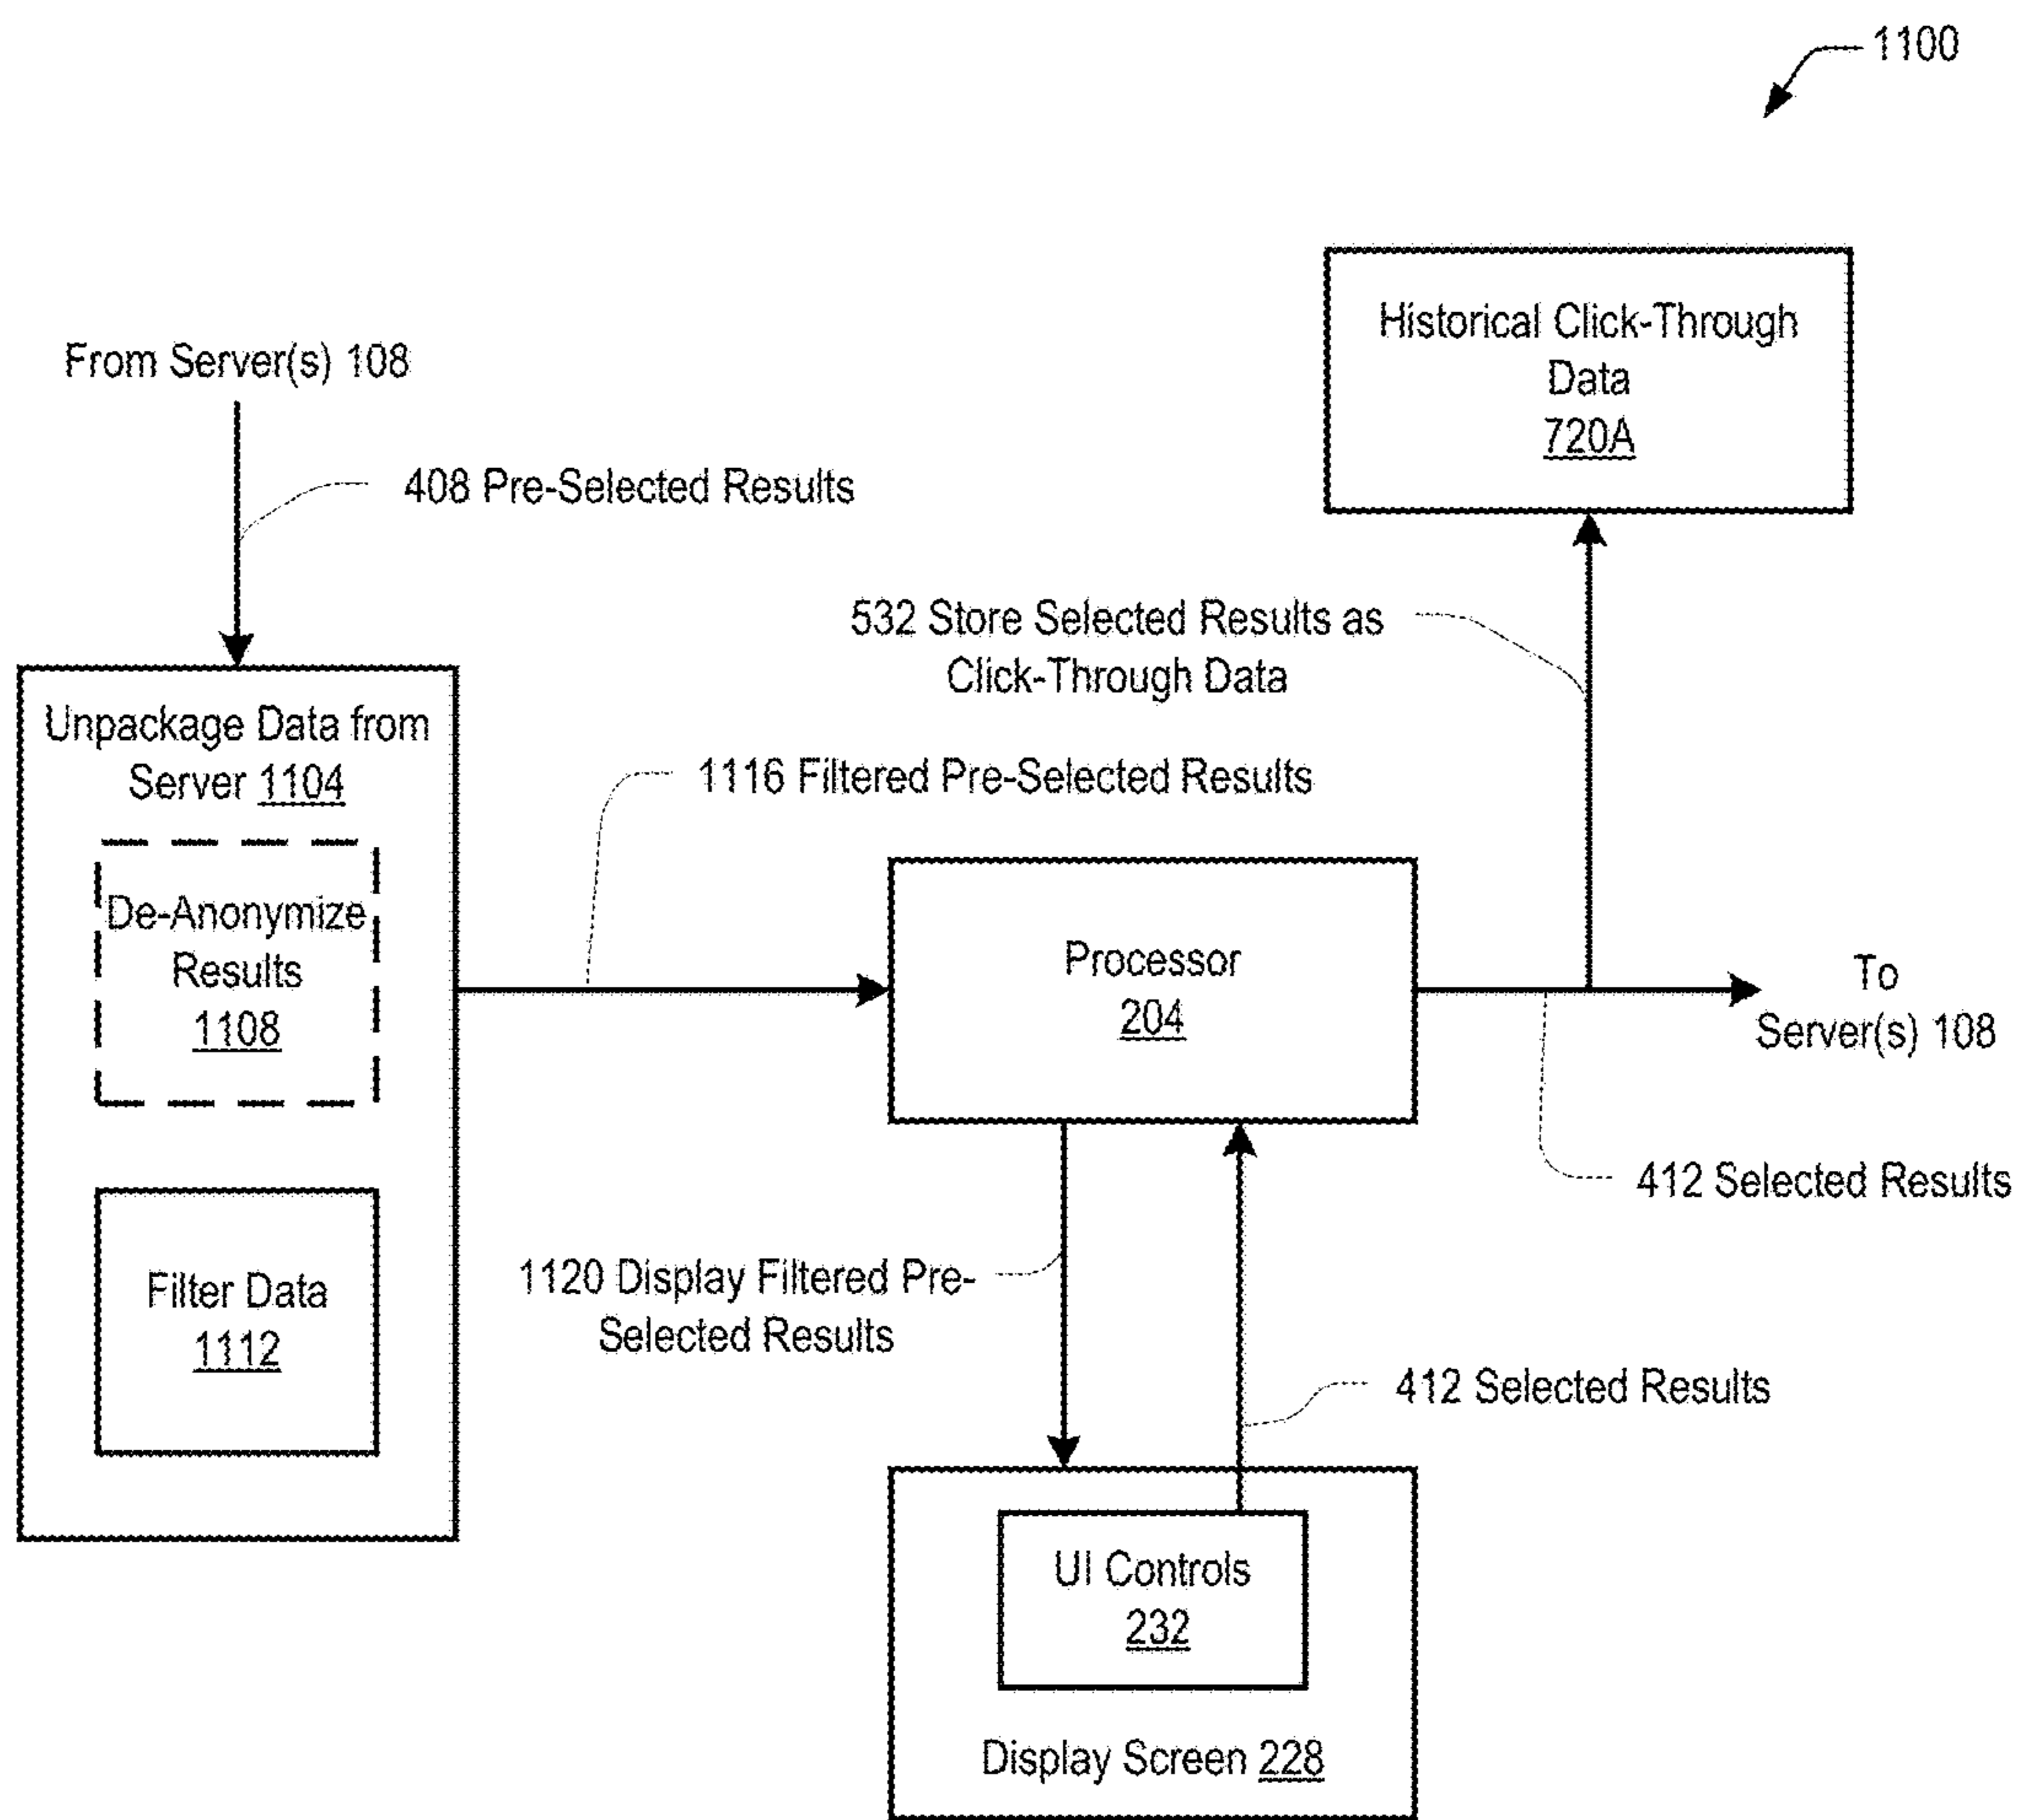 1100
Historical Click-Through
Data
720A
From Server(s) 108
408 Pre-Selected Results
532 Store Selected Results as
Click-Through Data
Unpackage Data from
Server 1104
1116 Filtered Pre-Selected Results
De-Anonymize
Results
1108
Processor
204
To
Server(s) 108
412 Selected Results
Filter Data
1112
1120 Display Filtered Pre-
Selected Results
412 Selected Results
UI Controls
232
Display Screen 228